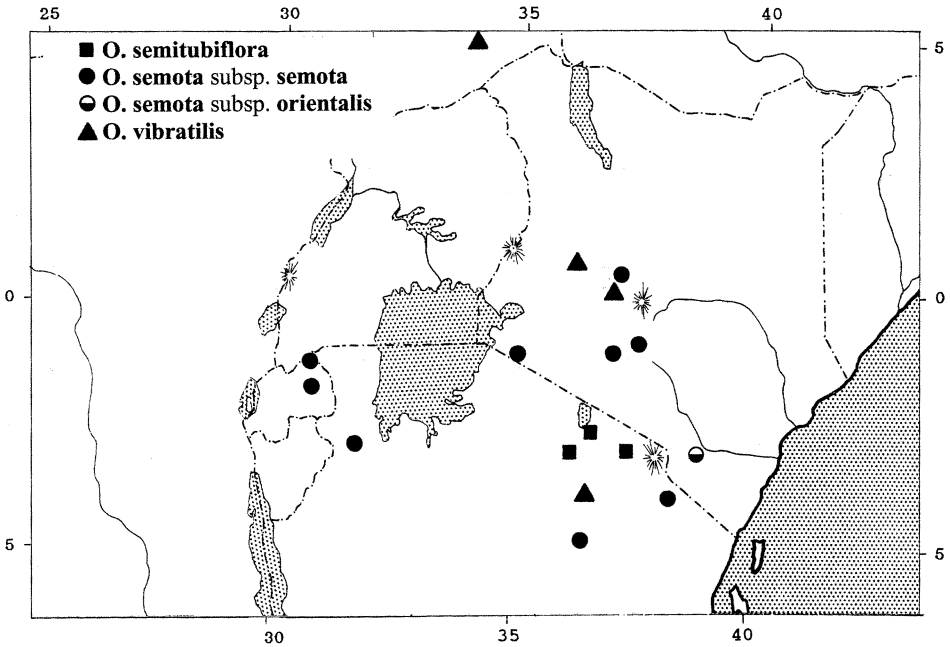 25 30 35 40
O. semitubiflora
O. semota subsp. semota
O. semota subsp. orientalis
O. vibratilis
5
0 0
5 5
30 35 40